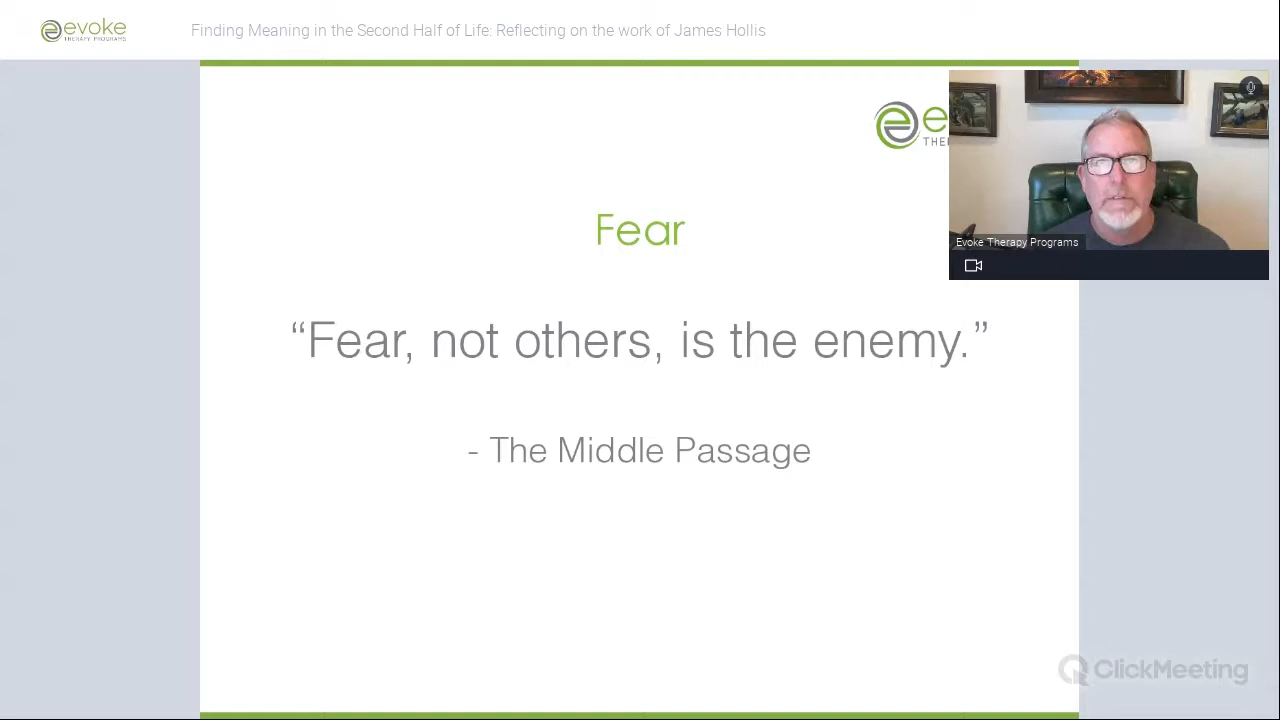 evoke
THERAPY PROGRAMS
Finding Meaning in the Second Half of Life: Reflecting on the work of James Hollis
e
THE
Evoke Therapy Programs
Fear
“Fear, not others, is the enemy.”
- The Middle Passage
ClickMeeting